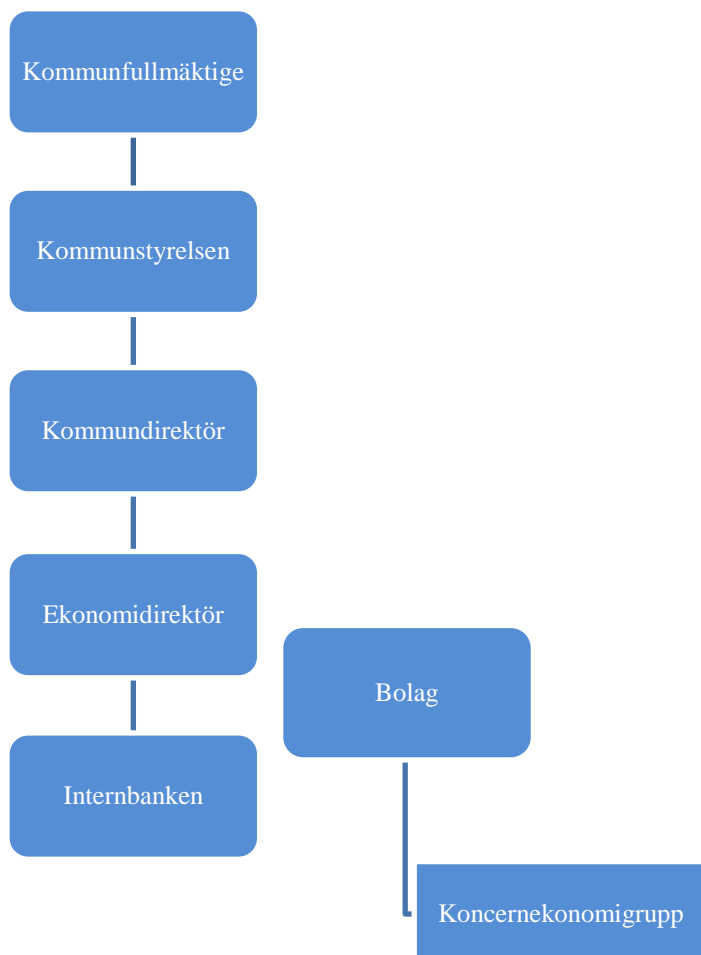 Kommunfullmäktige
Kommunstyrelsen
Kommundirektör
Ekonomidirektör
Bolag
Internbanken
Koncernekonomigrupp